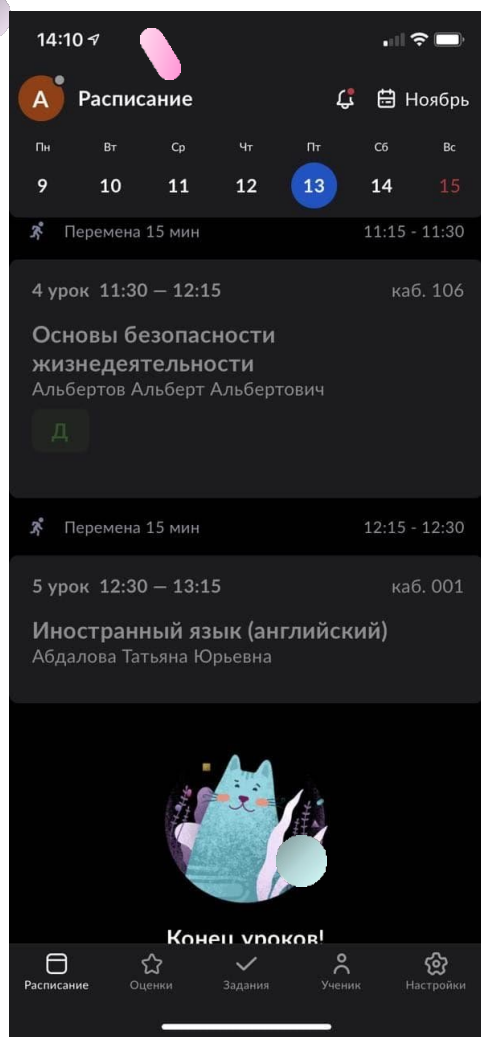 14:10
А Расписание Ноябрь
Пн Вт Ср Чт Пт Сб Вс
9 10 11 12 13 14 15
Перемена 15 мин 11:15 - 11:30
4 урок 11:30 — 12:15 каб. 106
Основы безопасности
жизнедеятельности
Альбертов Альберт Альбертович
Д
Перемена 15 мин 12:15 - 12:30
5 урок 12:30 — 13:15 каб. 001
Иностранный язык (английский)
Абдалова Татьяна Юрьевна
Конец уроков!
Расписание Оценки Задания Ученик Настройки